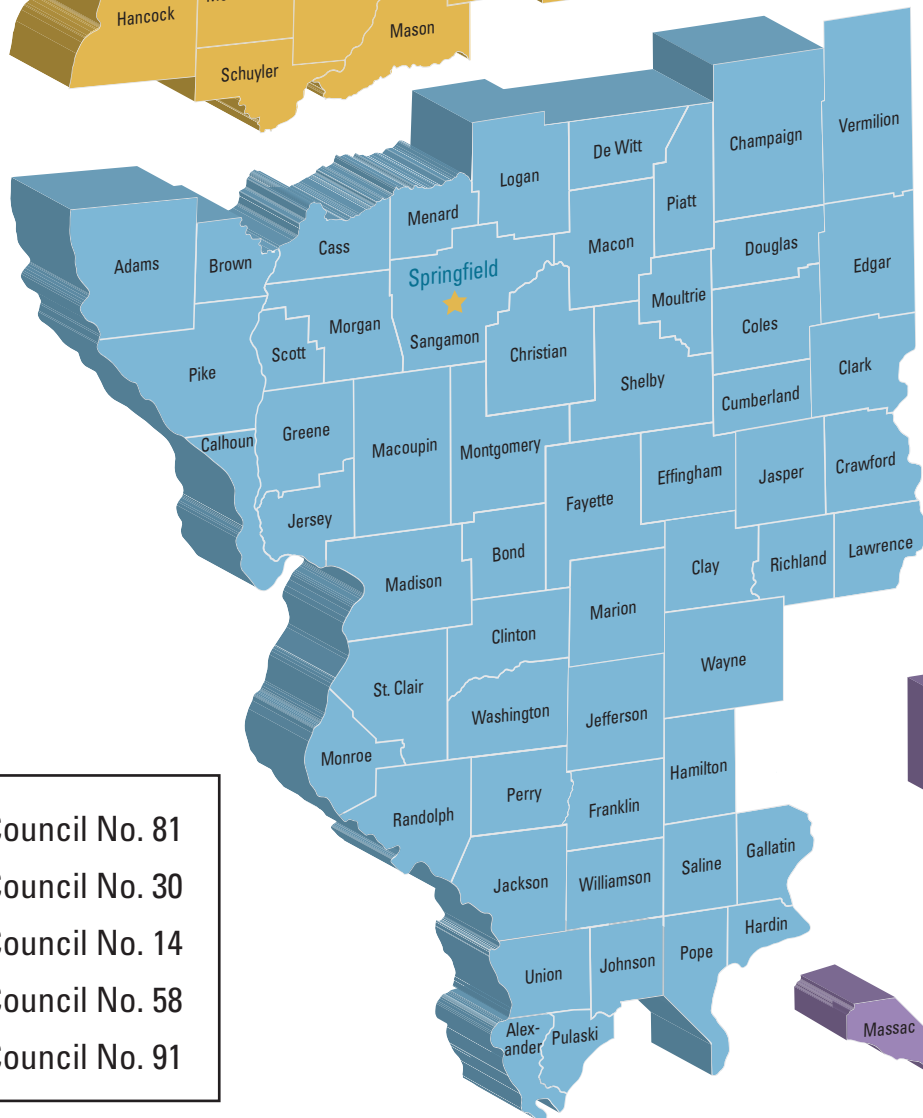 Hancock
Mason
Schuyler
Vermilion
Champaign
De Witt
Logan
Piatt
Menard
Macon
Douglas
Cass
Adams
Brown
Edgar
Springfield
Moultrie
Morgan
Coles
Sangamon
Christian
Scott
Clark
Pike
Shelby
Cumberland
Calhoun
Greene
Macoupin
Montgomery
Effingham
Jasper
Crawford
Fayette
Jersey
Bond
Lawrence
Richland
Clay
Madison
Marion
Clinton
Wayne
St. Clair
Washington
Jefferson
Monroe
Hamilton
Perry
Franklin
Randolph
Gallatin
Saline
Williamson
Jackson
Hardin
Pope
Johnson
Union
Alex-
ander
Pulaski
Massac
Council No. 81
Council No. 30
Council No. 14
Council No. 58
Council No. 91